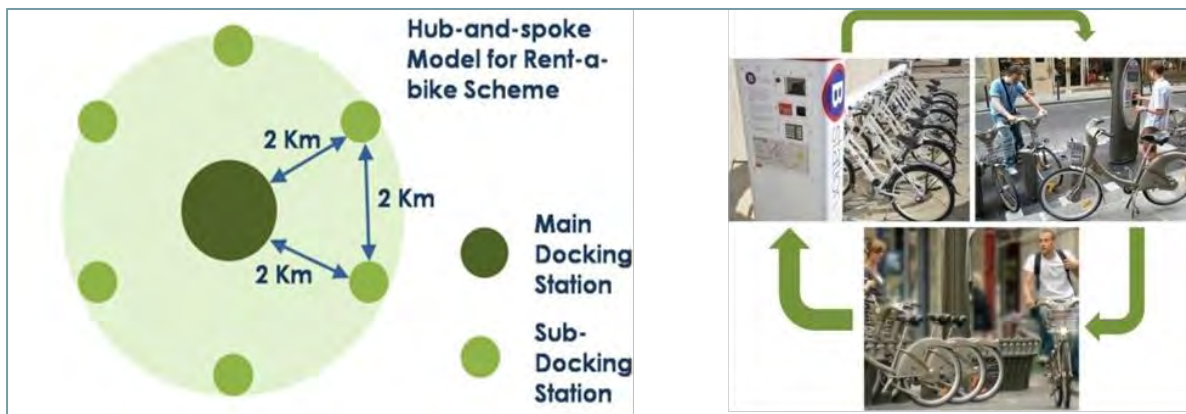 Hub-and-spoke
Model for Rent-a-
bike Scheme
2 Km
2 Km
2 Km
Main
Docking
Station
Sub-
Docking
Station
B